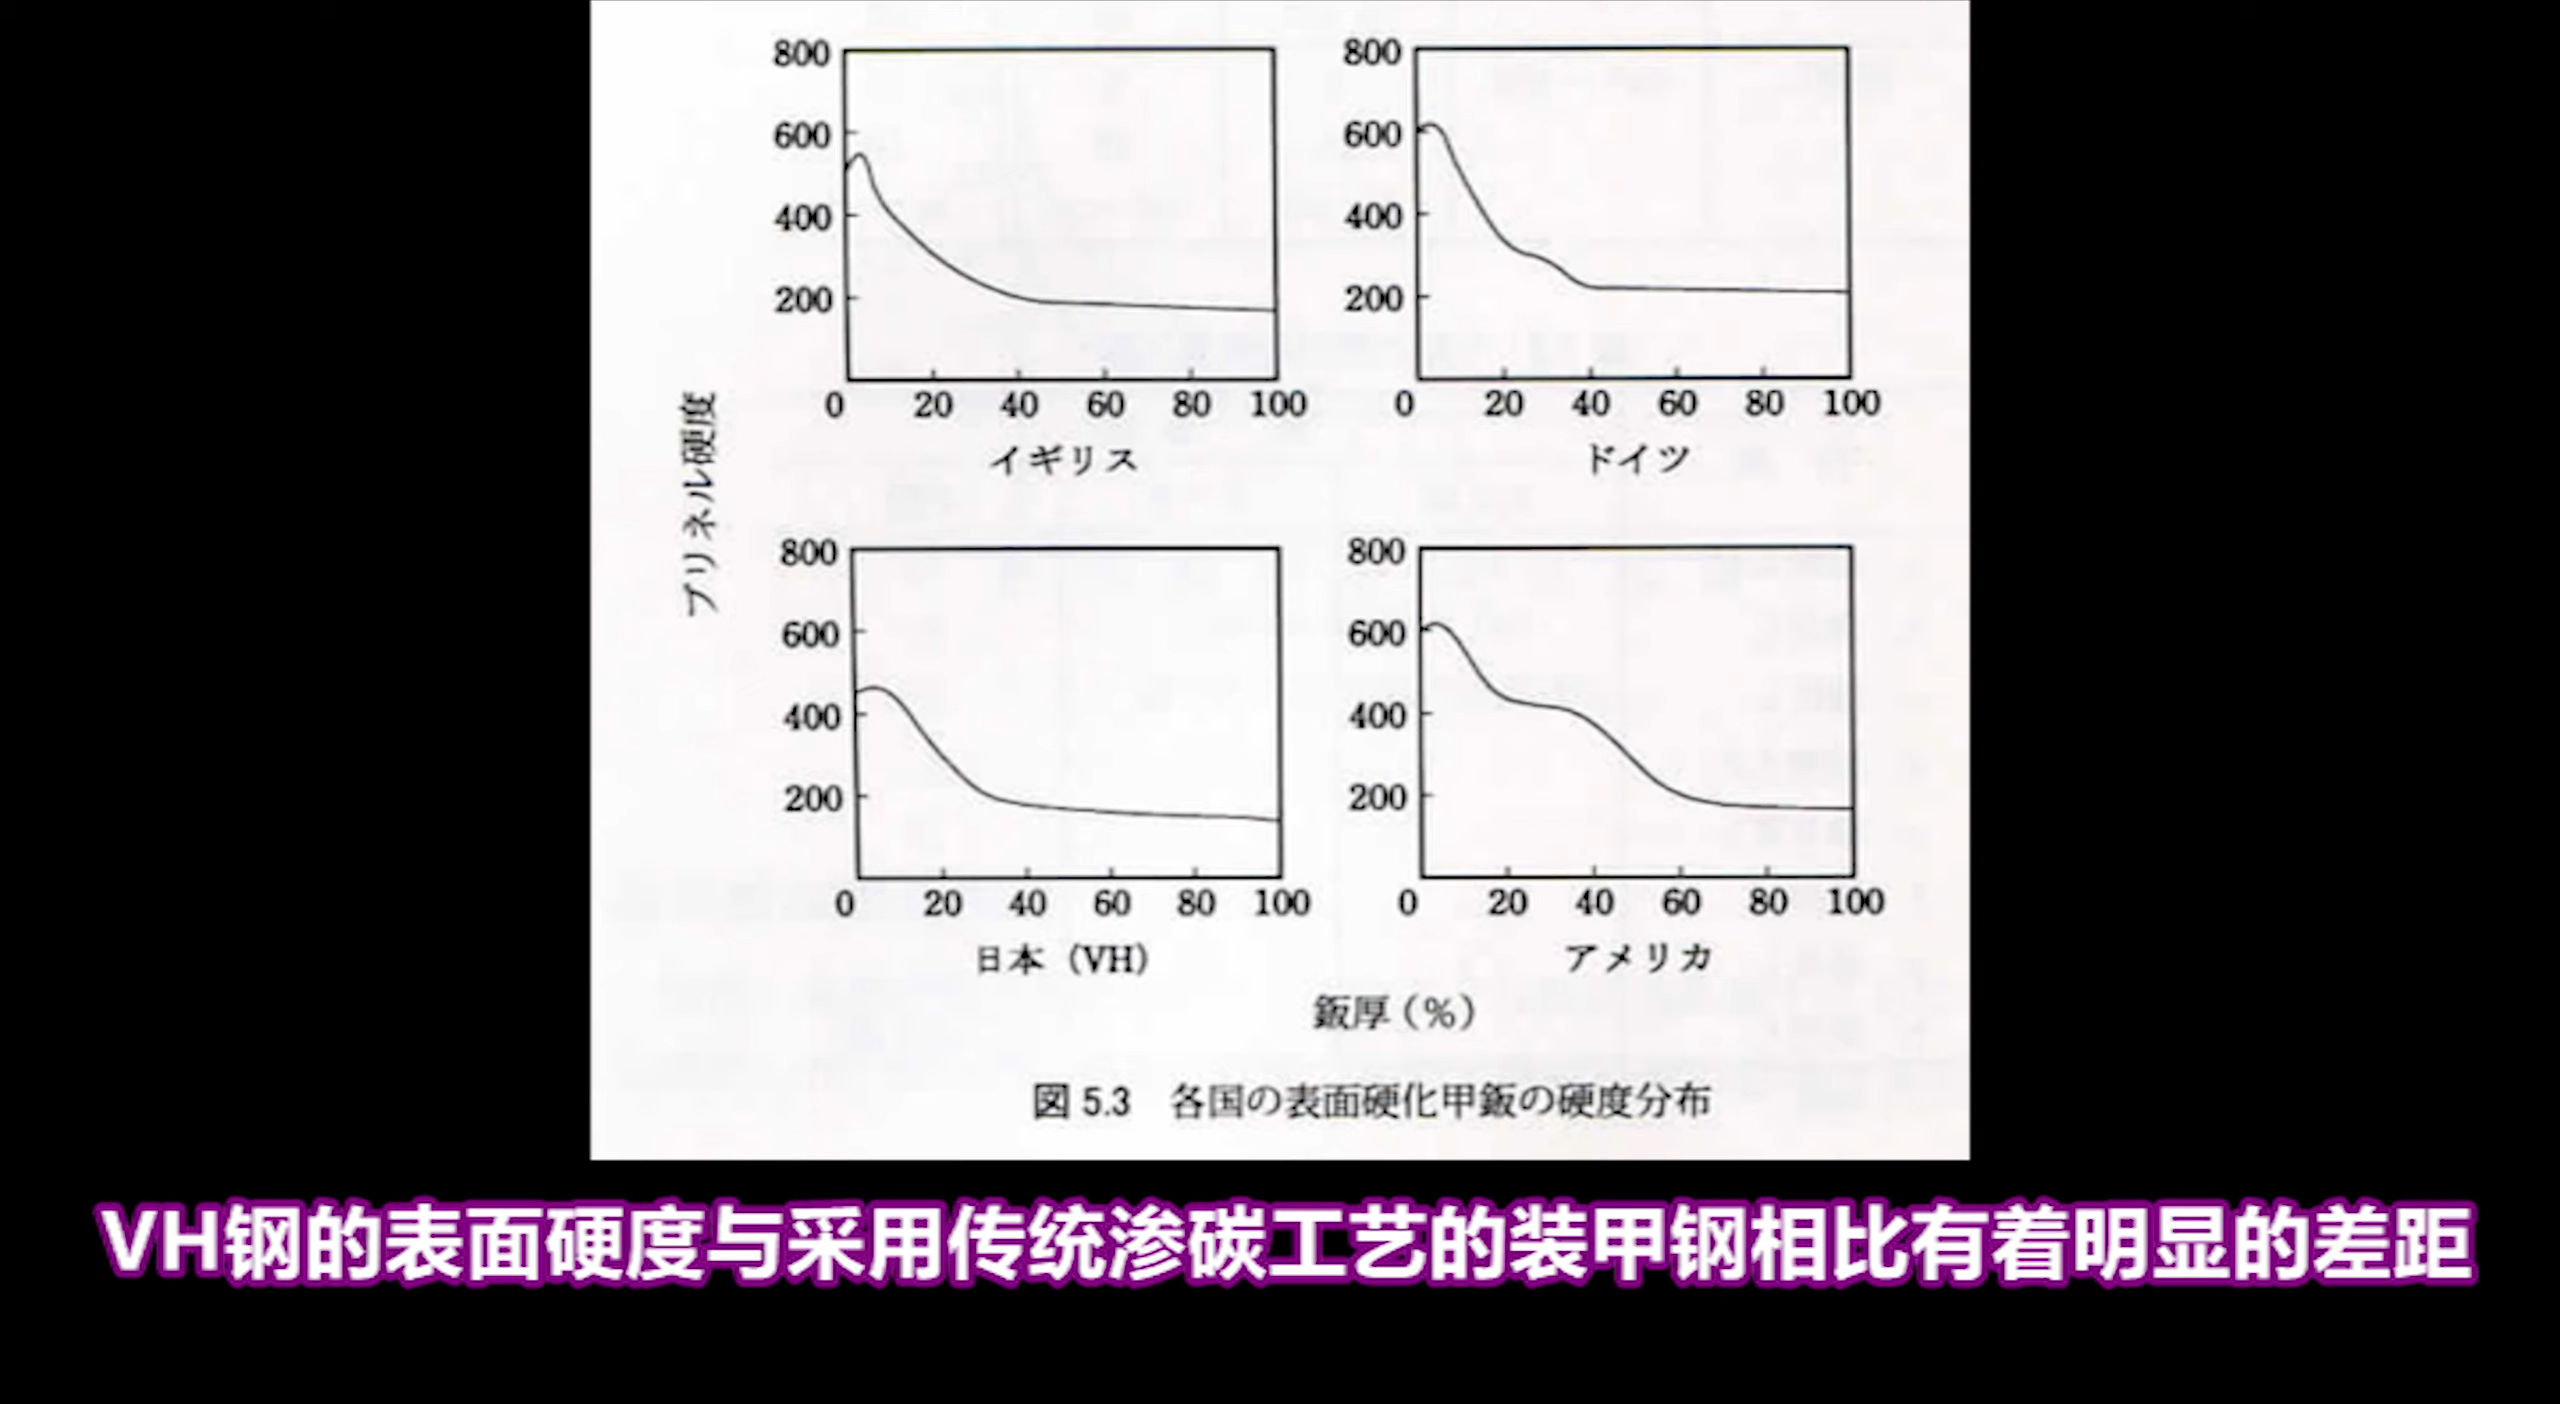 ブリネル硬度
800
600
400
200
0 20 40 60 80 100
イギリス
800
600
400
200
0 20 40 60 80 100
ドイツ
800
600
400
200
0 20 40 60 80 100
日本 (VH)
800
600
400
200
0 20 40 60 80 100
アメリカ
鈑厚(%)
図 5.3 各国の表面硬化甲鈑の硬度分布
VH钢的表面硬度与采用传统渗碳工艺的装甲钢相比有着明显的差距